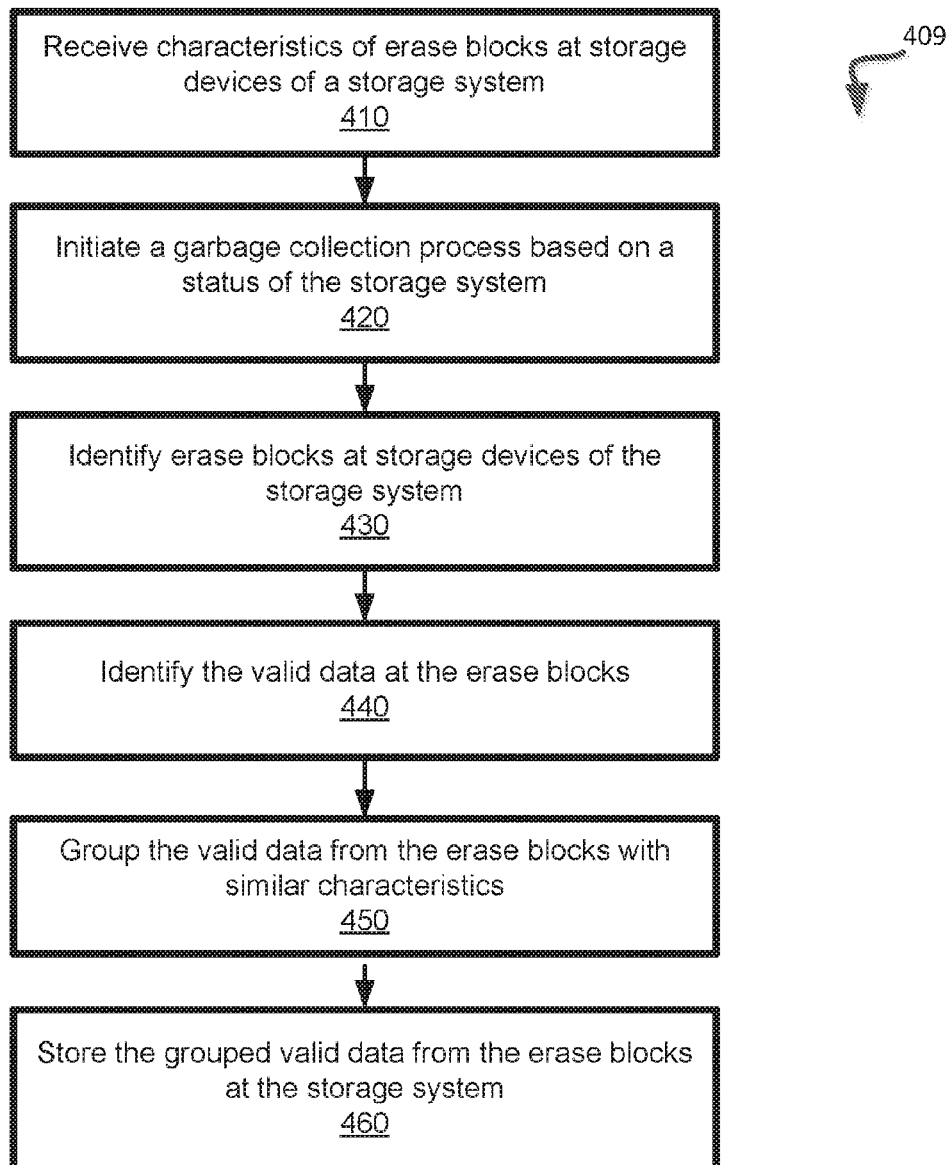 Receive characteristics of erase blocks at storage
devices of a storage system
410
409
Initiate a garbage collection process based on a
status of the storage system
420
Identify erase blocks at storage devices of the
storage system
430
Identify the valid data at the erase blocks
440
Group the valid data from the erase blocks with
similar characteristics
450
Store the grouped valid data from the erase blocks
at the storage system
460